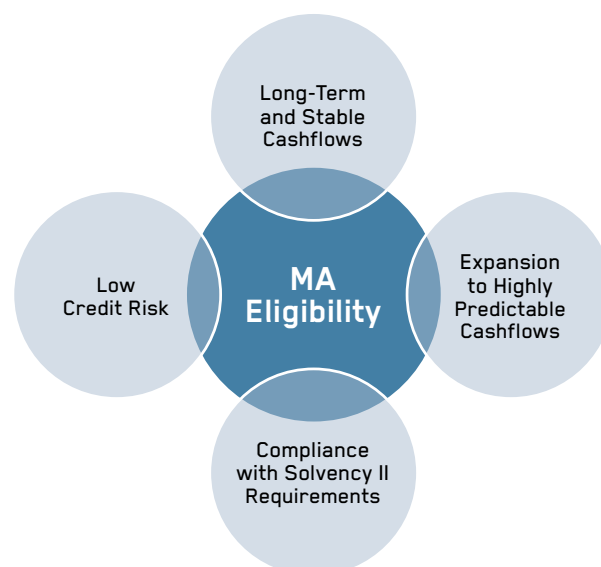 Long-Term
and Stable
Cashflows
Low
Credit Risk
MA
Eligibility
Expansion
to Highly
Predictable
Cashflows
Compliance
with Solvency II
Requirements